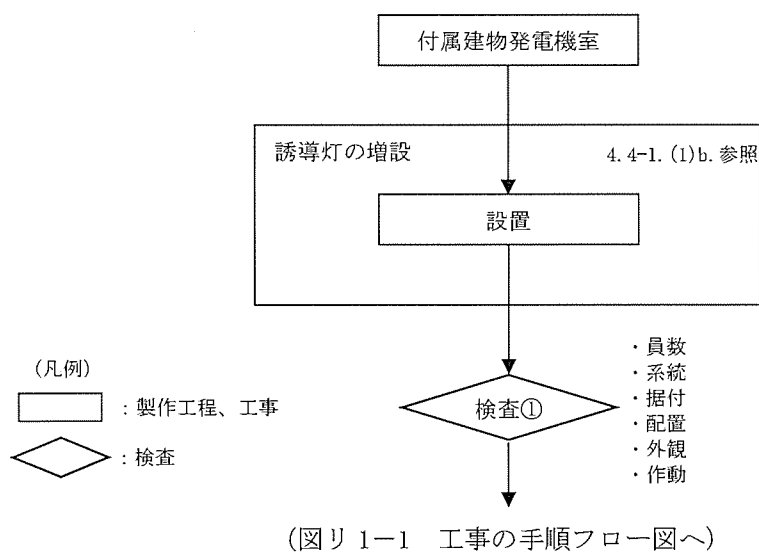 付属建物発電機室
誘導灯の増設
4.4-1.(1)b.参照
設置
検査①
・員数
・系統
・据付
・配置
・外観
・作動
(凡例)
：製作工程、工事
：検査
(図リ 1－1　工事の手順フロー図へ)